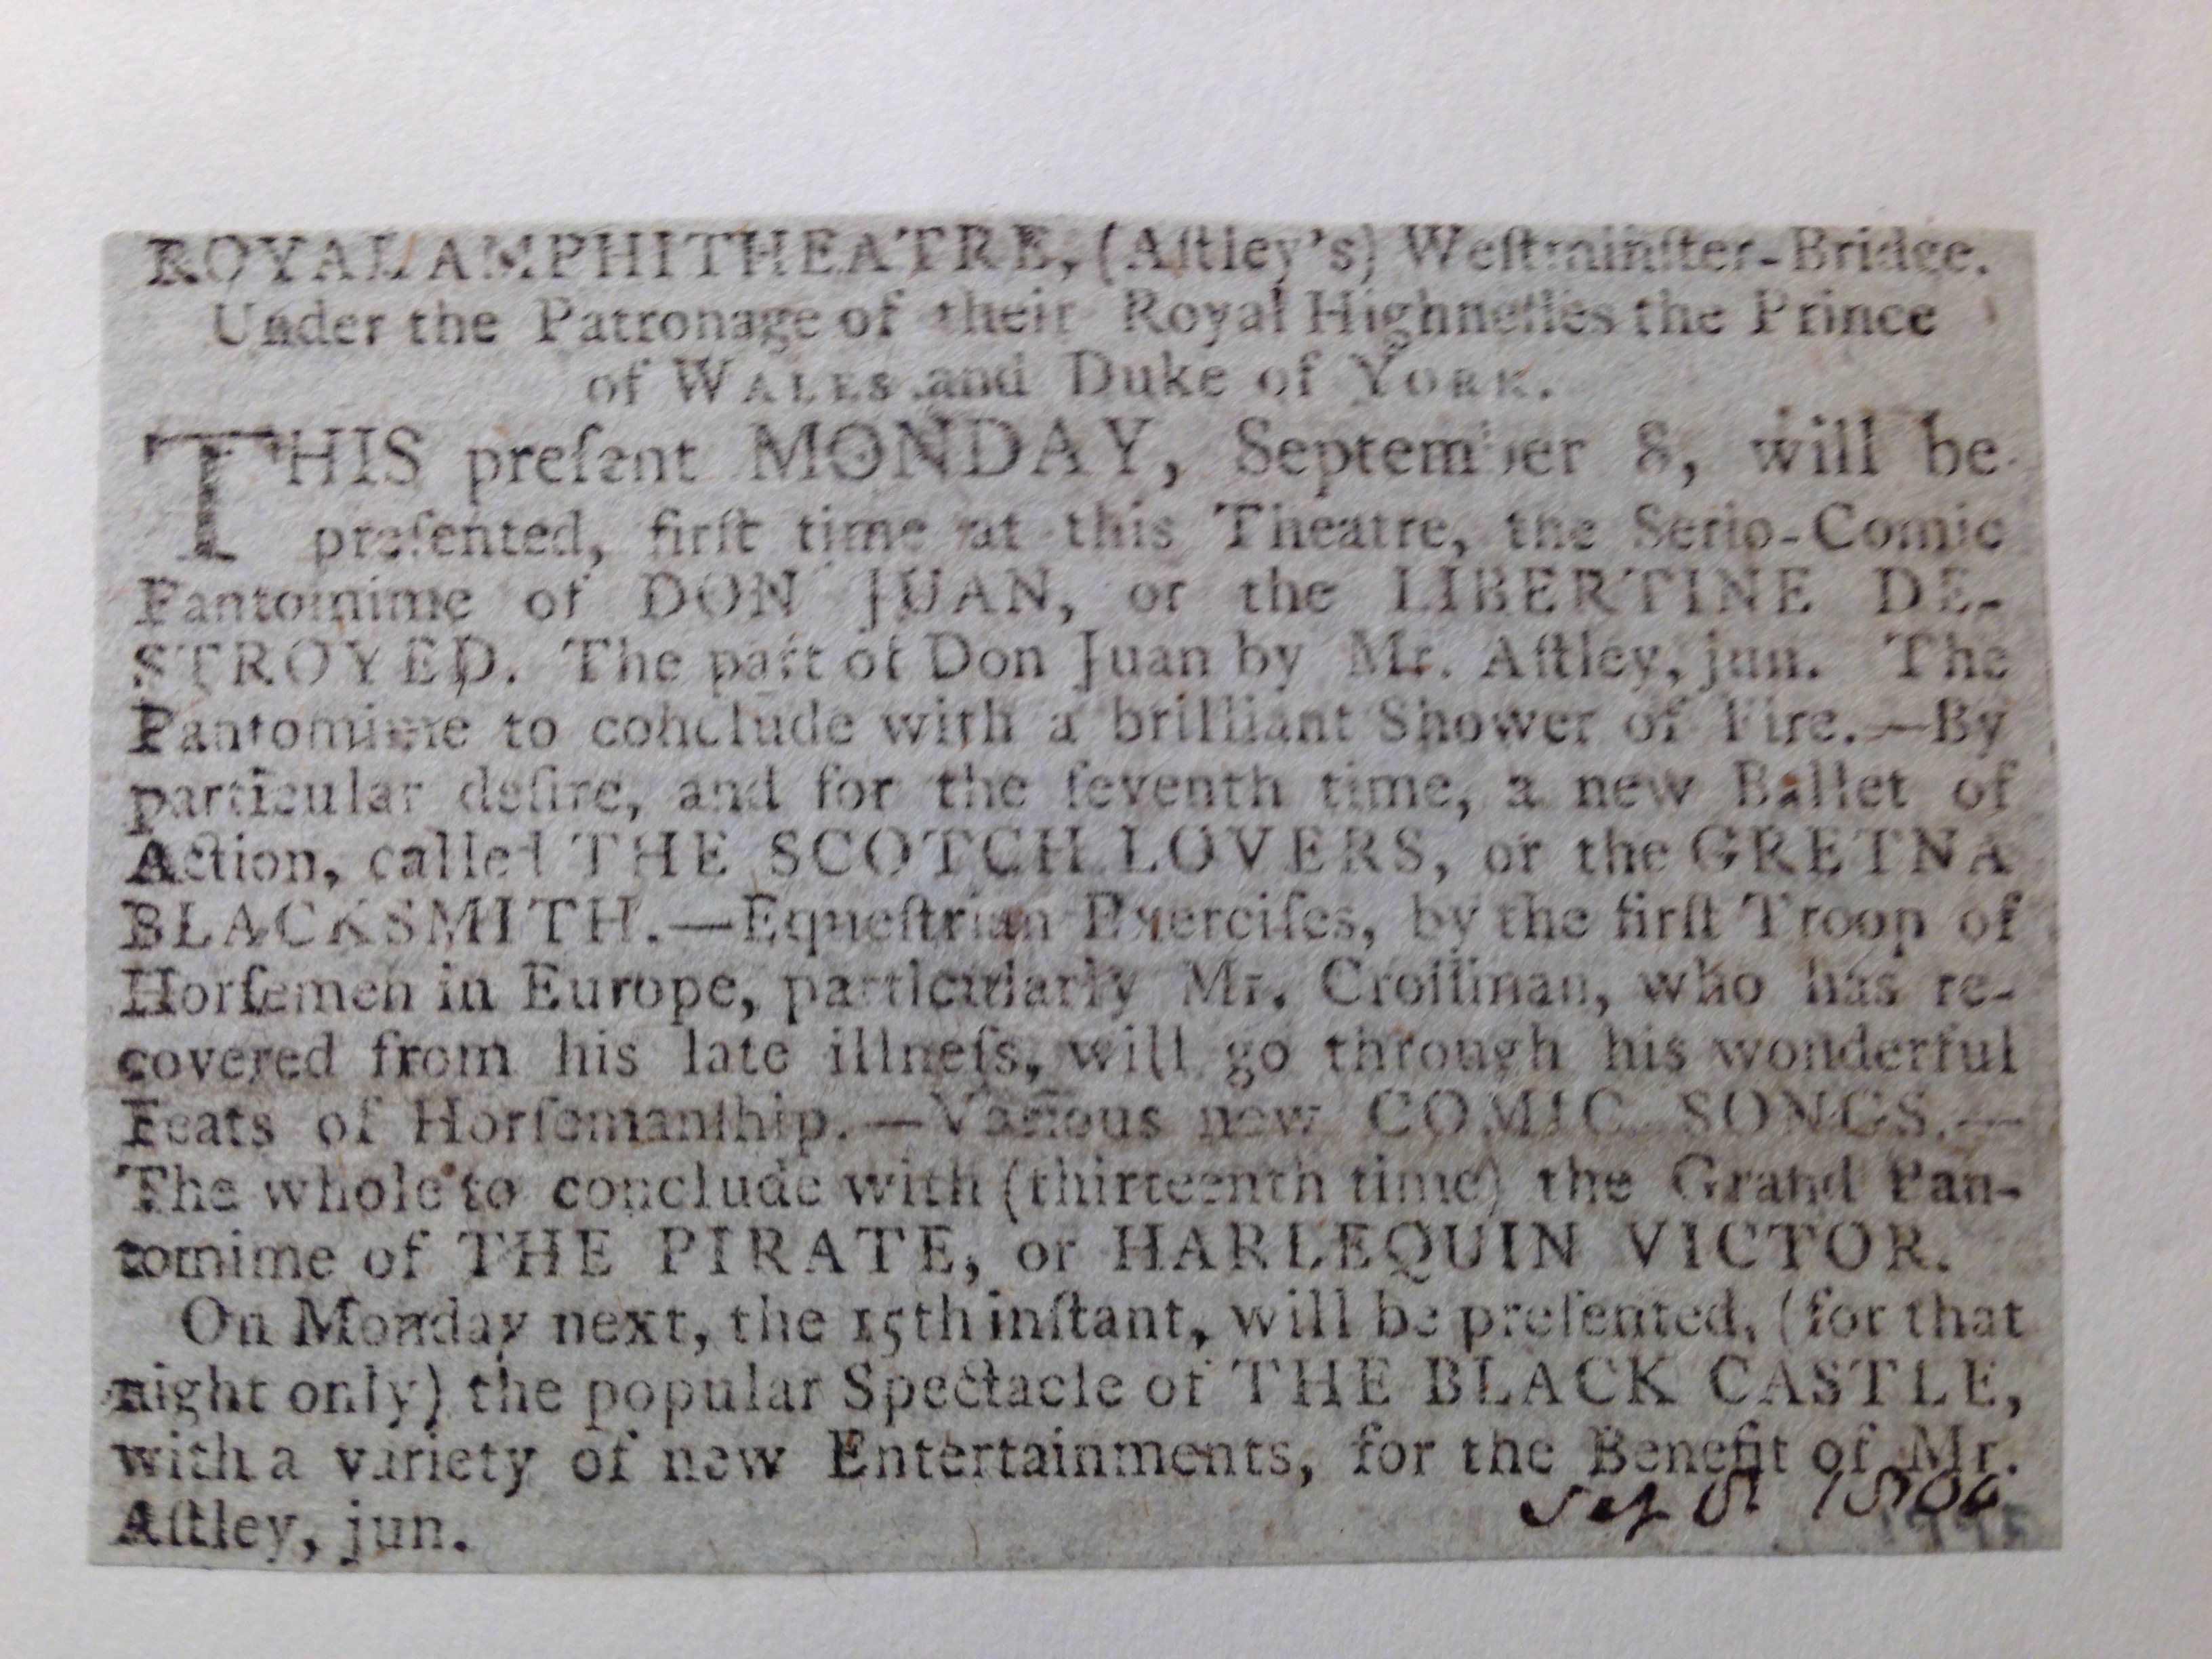 ROYAL AMPHITHEATRE, (Aſtley's) Weſtminſter-Bridge.
Under the Patronage of their Royal Highneſſes the Prince
of WALES and Duke of YORK.
THIS preſent MONDAY, September 8, will be
preſented, firſt time at this Theatre, the Serio-Comic
Pantomime of DON JUAN, or the LIBERTINE DE-
STROYED. The part of Don Juan by Mr. Aſtley, jun. The
Pantomime to conclude with a brilliant Shower of Fire.—By
particular deſire, and for the ſeventh time, a new Ballet of
Action, called THE SCOTCH LOVERS, or the GRETNA
BLACKSMITH.—Equeſtrian Exerciſes, by the firſt Troop of
Horſemen in Europe, particularly Mr. Croſſman, who has re-
covered from his late illneſs, will go through his wonderful
Feats of Horſemanſhip.—Various new COMIC SONGS.—
The whole to conclude with (thirteenth time) the Grand Pan-
tomime of THE PIRATE, or HARLEQUIN VICTOR.
On Monday next, the 15th inſtant, will be preſented, (for that
night only) the popular Spectacle of THE BLACK CASTLE,
with a variety of new Entertainments, for the Benefit of Mr.
Aſtley, jun.
Sep 8 1800